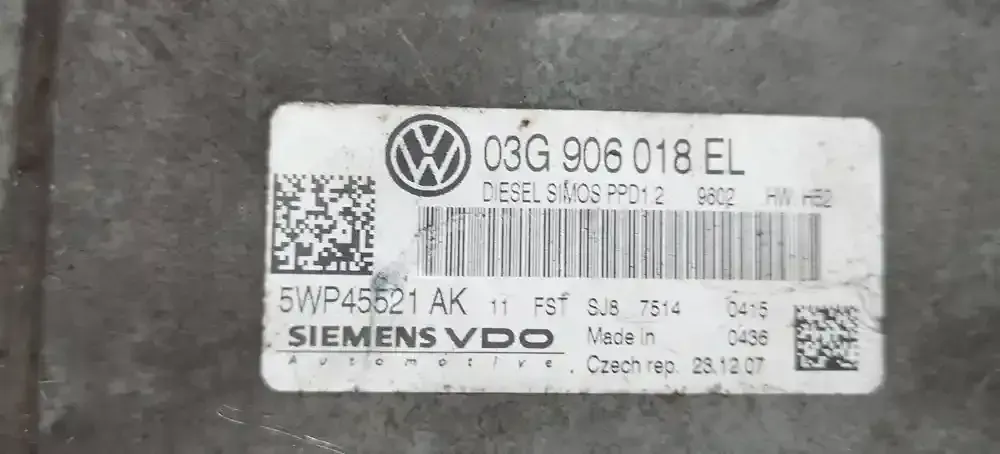 03G 906 018 EL
DIESEL SIMOS PPD1.2 9602 HW H52
5WP45521 AK 11 FST SJ8 7514 0415
SIEMENS VDO Made in 0436
Automotive Czech rep. 23.12.07